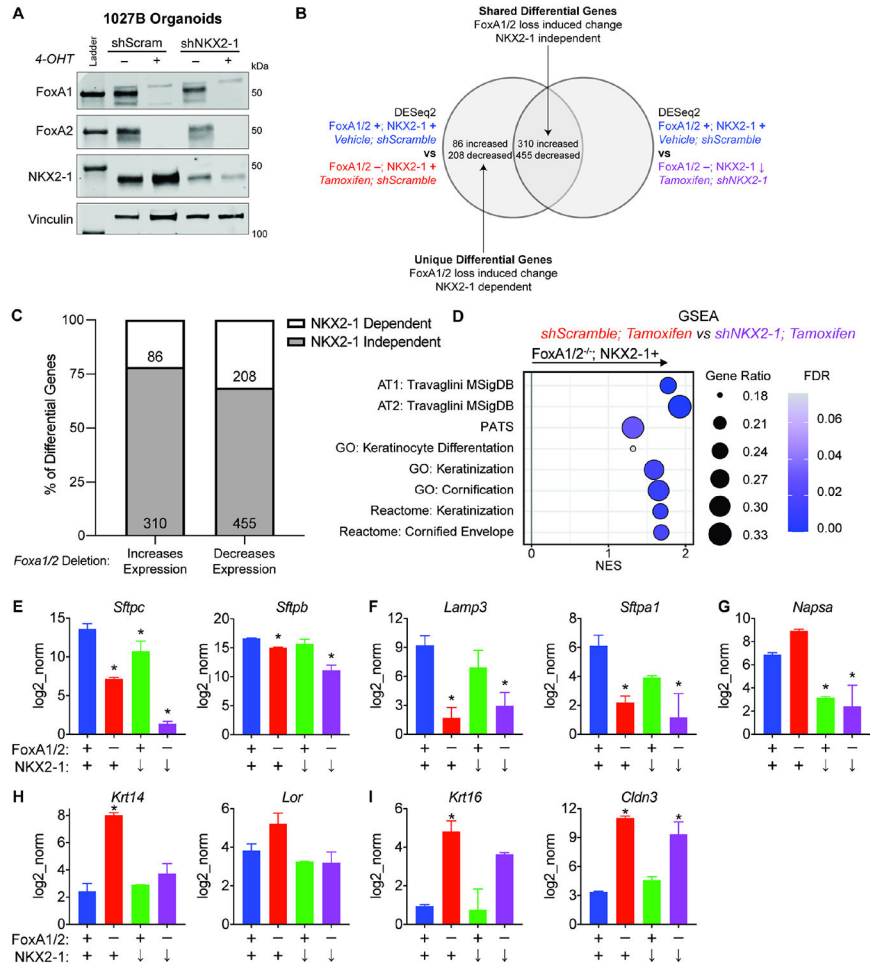 A
1027B Organoids
Ladder
shScram shNKX2-1
4-OHT – + – +
kDa
FoxA1 50
FoxA2 50
NKX2-1 50
Vinculin
100
B
Shared Differential Genes
FoxA1/2 loss induced change
NKX2-1 independent
DESeq2
FoxA1/2 +; NKX2-1 +
Vehicle; shScramble
vs
FoxA1/2 –; NKX2-1 +
Tamoxifen; shScramble
86 increased
208 decreased
310 increased
455 decreased
DESeq2
FoxA1/2 +; NKX2-1 +
Vehicle; shScramble
vs
FoxA1/2 –; NKX2-1 ↓
Tamoxifen; shNKX2-1
Unique Differential Genes
FoxA1/2 loss induced change
NKX2-1 dependent
C
% of Differential Genes
100
75
50
25
0
86
310
208
455
NKX2-1 Dependent
NKX2-1 Independent
Foxa1/2 Deletion: Increases Expression Decreases Expression
D
GSEA
shScramble; Tamoxifen vs shNKX2-1; Tamoxifen
FoxA1/2-/-; NKX2-1+
AT1: Travaglini MSigDB
AT2: Travaglini MSigDB
PATS
GO: Keratinocyte Differentation
GO: Keratinization
GO: Cornification
Reactome: Keratinization
Reactome: Cornified Envelope
0 1 2
NES
Gene Ratio
0.18
0.21
0.24
0.27
0.30
0.33
FDR
0.06
0.04
0.02
0.00
E
Sftpc
log2_norm
15
10
5
0
* * *
Sftpb
log2_norm
20
15
10
5
0
* *
F
Lamp3
log2_norm
12
9
6
3
0
* *
Sftpa1
log2_norm
8
6
4
2
0
* *
G
Napsa
log2_norm
10
8
6
4
2
0
* *
FoxA1/2: + – + – + – + – + – + – + – + – + – + –
NKX2-1: + + ↓ ↓ + + ↓ ↓ + + ↓ ↓ + + ↓ ↓ + + ↓ ↓
H
Krt14
log2_norm
8
6
4
2
0
*
Lor
log2_norm
8
6
4
2
0
I
Krt16
log2_norm
6
4
2
0
*
Cldn3
log2_norm
12
9
6
3
0
* *
FoxA1/2: + – + – + – + – + – + – + – + –
NKX2-1: + + ↓ ↓ + + ↓ ↓ + + ↓ ↓ + + ↓ ↓